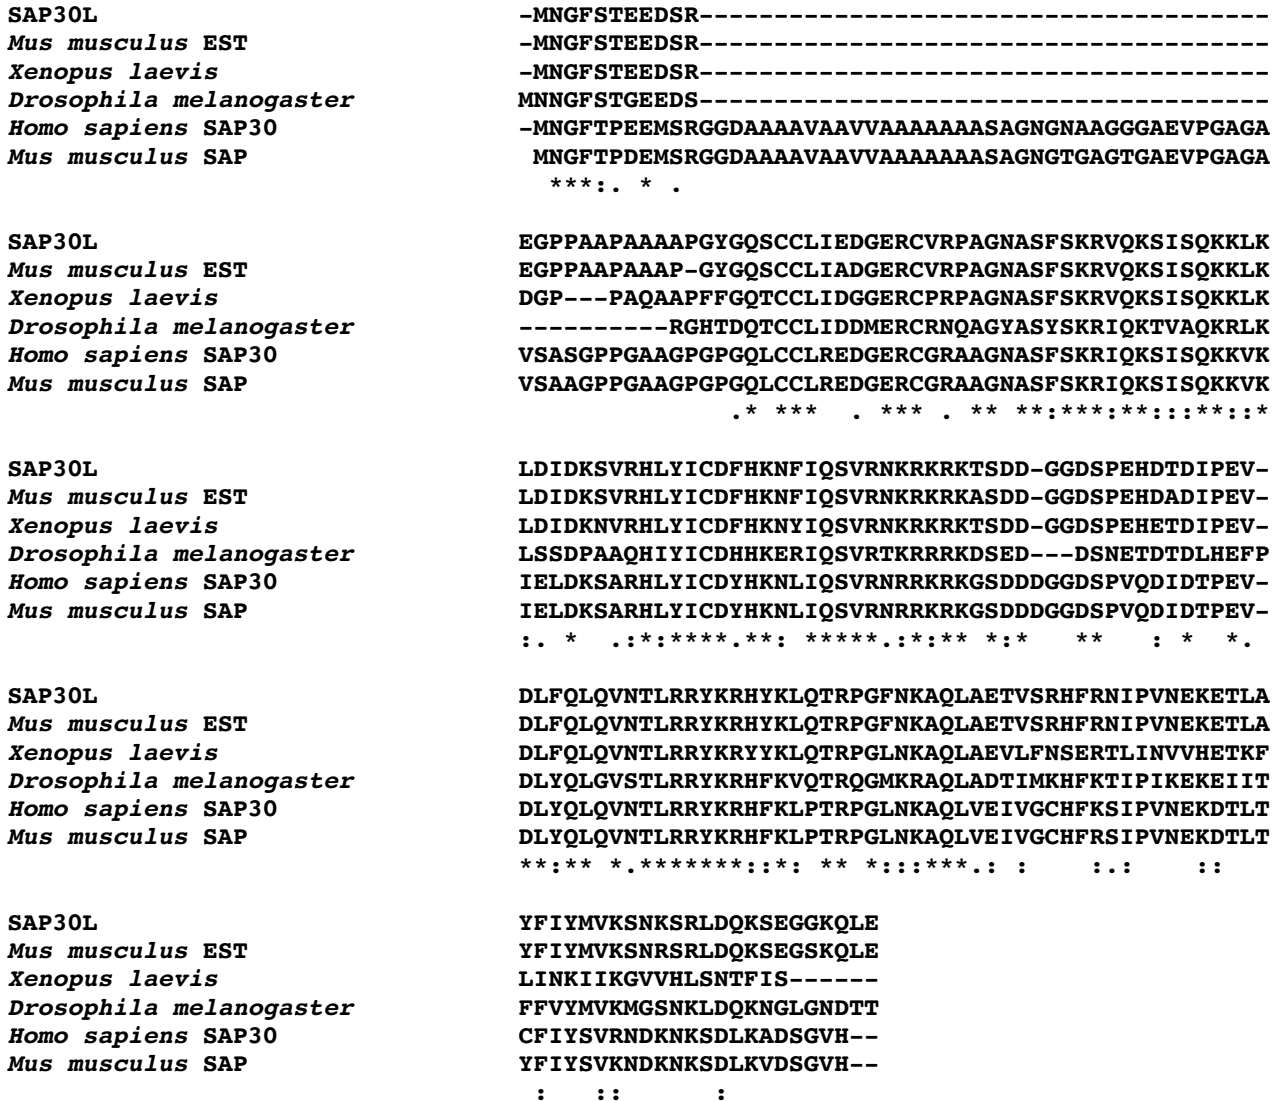 SAP30L -MNGFSTEEDSR--------------------------------------
Mus musculus EST -MNGFSTEEDSR--------------------------------------
Xenopus laevis -MNGFSTEEDSR--------------------------------------
Drosophila melanogaster MNNGFSTGEEDS--------------------------------------
Homo sapiens SAP30 -MNGFTPEEMSRGGDAAAAVAAVVAAAAAAASAGNGNAAGGGAEVPGAGA
Mus musculus SAP MNGFTPDEMSRGGDAAAAVAAVVAAAAAAASAGNGTGAGTGAEVPGAGA
***:. * .
SAP30L EGPPAAPAAAAPGYGQSCCLIEDGERCVRPAGNASFSKRVQKSISQKKLK
Mus musculus EST EGPPAAPAAAP-GYGQSCCLIADGERCVRPAGNASFSKRVQKSISQKKLK
Xenopus laevis DGP---PAQAAPFFGQTCCLIDGGERCPRPAGNASFSKRVQKSISQKKLK
Drosophila melanogaster ----------RGHTDQTCCLIDDMERCRNQAGYASYSKRIQKTVAQKRLK
Homo sapiens SAP30 VSASGPPGAAGPGPGQLCCLREDGERCGRAAGNASFSKRIQKSISQKKVK
Mus musculus SAP VSAAGPPGAAGPGPGQLCCLREDGERCGRAAGNASFSKRIQKSISQKKVK
.* *** . *** . ** **:***:**:::**::*
SAP30L LDIDKSVRHLYICDFHKNFIQSVRNKRKRKTSDD-GGDSPEHDTDIPEV-
Mus musculus EST LDIDKSVRHLYICDFHKNFIQSVRNKRKRKASDD-GGDSPEHDADIPEV-
Xenopus laevis LDIDKNVRHLYICDFHKNYIQSVRNKRKRKTSDD-GGDSPEHETDIPEV-
Drosophila melanogaster LSSDPAAQHIYICDHHKERIQSVRTKRRRKDSED---DSNETDTDLHEFP
Homo sapiens SAP30 IELDKSARHLYICDYHKNLIQSVRNRRKRKGSDDDGGDSPVQDIDTPEV-
Mus musculus SAP IELDKSARHLYICDYHKNLIQSVRNRRKRKGSDDDGGDSPVQDIDTPEV-
:. * .:*:****.**: *****.:*:** *:* ** : * *.
SAP30L DLFQLQVNTLRRYKRHYKLQTRPGFNKAQLAETVSRHFRNIPVNEKETLA
Mus musculus EST DLFQLQVNTLRRYKRHYKLQTRPGFNKAQLAETVSRHFRNIPVNEKETLA
Xenopus laevis DLFQLQVNTLRRYKRYYKLQTRPGLNKAQLAEVLFNSERTLINVVHETKF
Drosophila melanogaster DLYQLGVSTLRRYKRHFKVQTRQGMKRAQLADTIMKHFKTIPIKEKEIIT
Homo sapiens SAP30 DLYQLQVNTLRRYKRHFKLPTRPGLNKAQLVEIVGCHFKSIPVNEKDTLT
Mus musculus SAP DLYQLQVNTLRRYKRHFKLPTRPGLNKAQLVEIVGCHFRSIPVNEKDTLT
**:** *.*******::*: ** *:::***.: : :.: ::
SAP30L YFIYMVKSNKSRLDQKSEGGKQLE
Mus musculus EST YFIYMVKSNRSRLDQKSEGSKQLE
Xenopus laevis LINKIIKGVVHLSNTFIS------
Drosophila melanogaster FFVYMVKMGSNKLDQKNGLGNDTT
Homo sapiens SAP30 CFIYSVRNDKNKSDLKADSGVH--
Mus musculus SAP YFIYSVKNDKNKSDLKVDSGVH--
: :: :